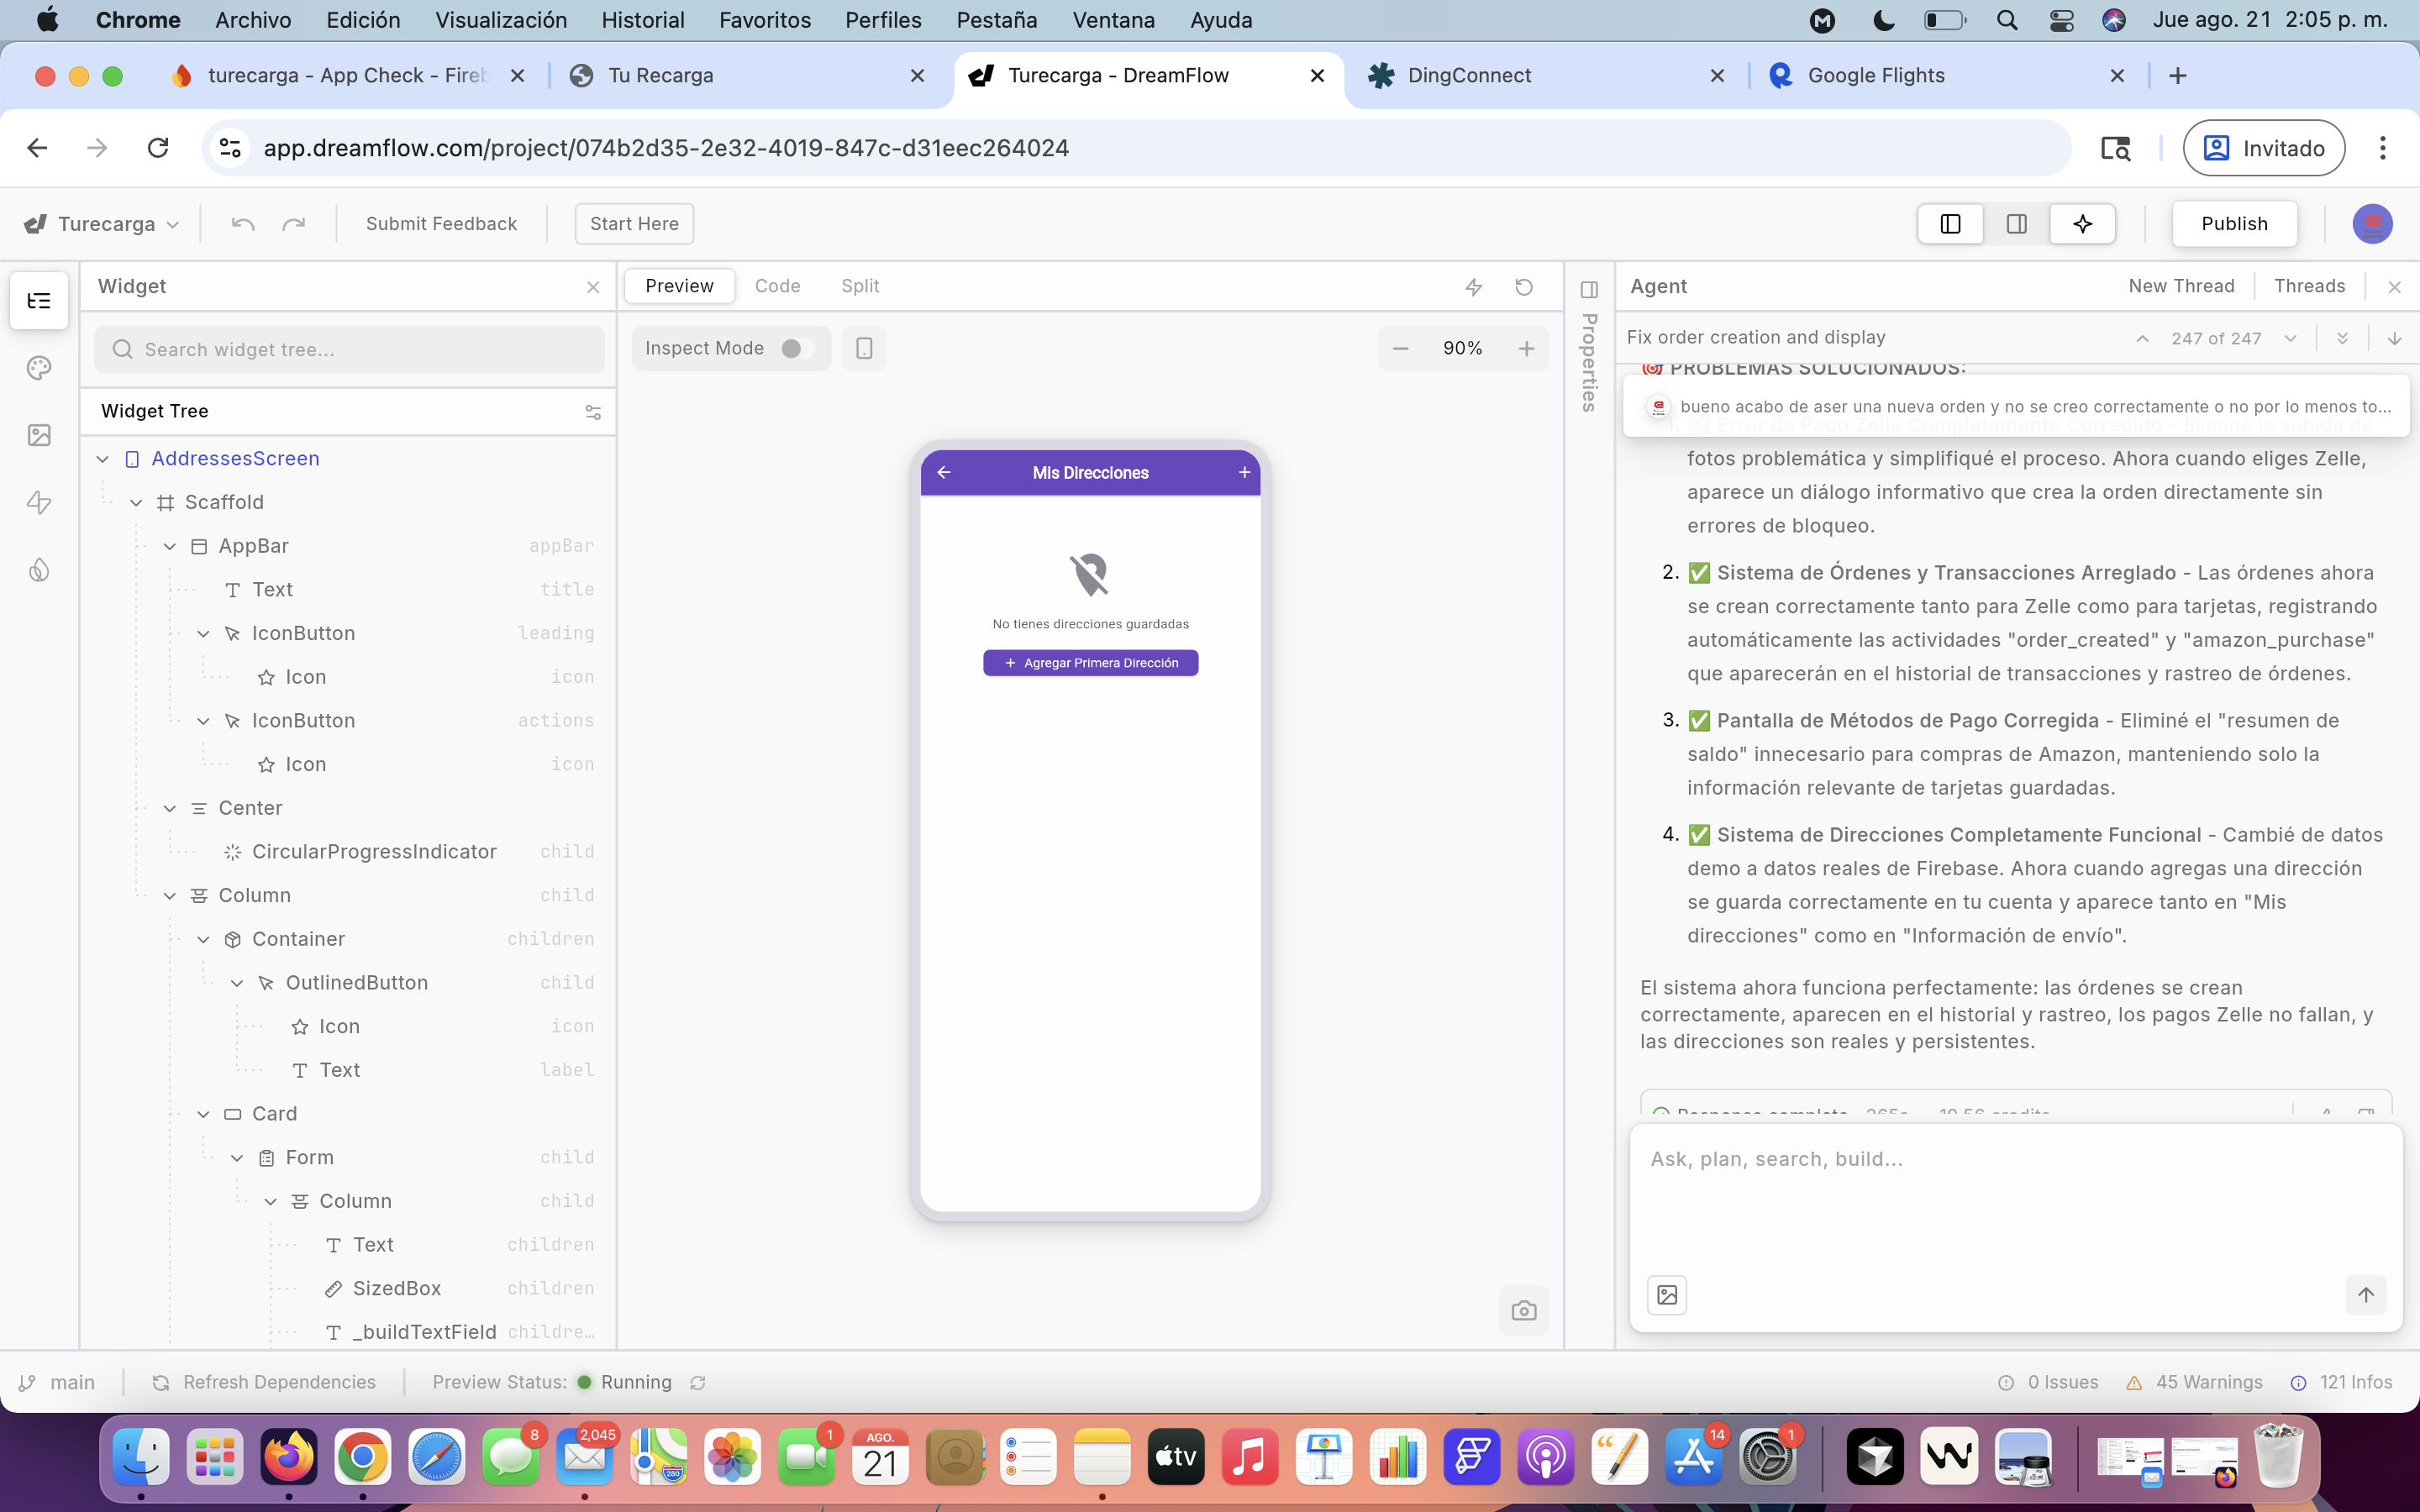 Chrome Archivo Edición Visualización Historial Favoritos Perfiles Pestaña Ventana Ayuda Jue ago. 21 2:05 p. m.
turecarga - App Check - Fireb Tu Recarga Turecarga - DreamFlow DingConnect Google Flights
app.dreamflow.com/project/074b2d35-2e32-4019-847c-d31eec264024 Invitado
Turecarga Submit Feedback Start Here Publish
Widget
Search widget tree...
Widget Tree
AddressesScreen
Scaffold
AppBar appBar
Text title
IconButton leading
Icon icon
IconButton actions
Icon icon
Center
CircularProgressIndicator child
Column child
Container children
OutlinedButton child
Icon icon
Text label
Card
Form child
Column child
Text children
SizedBox children
_buildTextField childre...
Preview Code Split
Inspect Mode 90%
Mis Direcciones
No tienes direcciones guardadas
+ Agregar Primera Dirección
Properties
Agent New Thread Threads
Fix order creation and display 247 of 247
PROBLEMAS SOLUCIONADOS:
bueno acabo de aser una nueva orden y no se creo correctamente o no por lo menos to...
1. Error de Pago Zelle Completamente Corregido - Eliminé la subida de
fotos problemática y simplifiqué el proceso. Ahora cuando eliges Zelle,
aparece un diálogo informativo que crea la orden directamente sin
errores de bloqueo.
2. ✅ Sistema de Órdenes y Transacciones Arreglado - Las órdenes ahora
se crean correctamente tanto para Zelle como para tarjetas, registrando
automáticamente las actividades "order_created" y "amazon_purchase"
que aparecerán en el historial de transacciones y rastreo de órdenes.
3. ✅ Pantalla de Métodos de Pago Corregida - Eliminé el "resumen de
saldo" innecesario para compras de Amazon, manteniendo solo la
información relevante de tarjetas guardadas.
4. ✅ Sistema de Direcciones Completamente Funcional - Cambié de datos
demo a datos reales de Firebase. Ahora cuando agregas una dirección
se guarda correctamente en tu cuenta y aparece tanto en "Mis
direcciones" como en "Información de envío".
El sistema ahora funciona perfectamente: las órdenes se crean
correctamente, aparecen en el historial y rastreo, los pagos Zelle no fallan, y
las direcciones son reales y persistentes.
Response complete
Ask, plan, search, build...
main Refresh Dependencies Preview Status: Running 0 Issues 45 Warnings 121 Infos
8 2,045 280 1 AGO. 21 tv 14 1